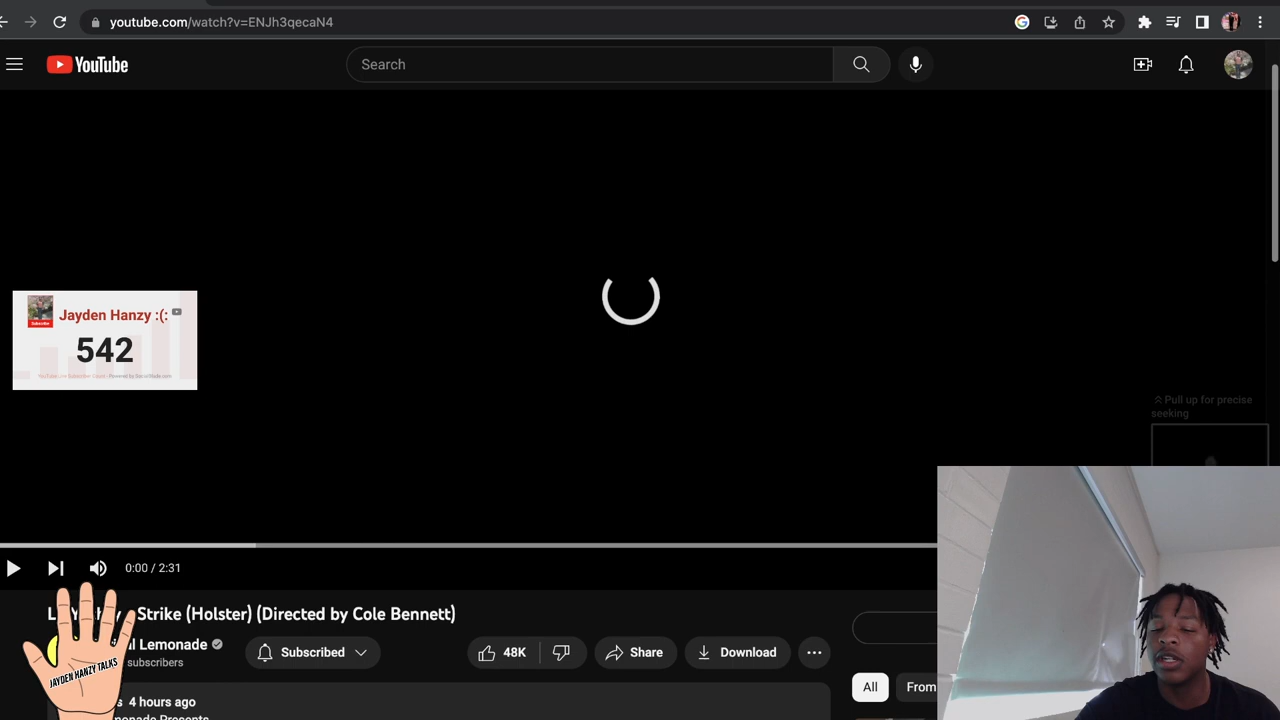 youtube.com/watch?v=ENJh3qecaN4
YouTube
Search
Jayden Hanzy :(:
Subscribe
542
Pull up for precise
seeking
0:00 / 2:31
Strike (Holster) (Directed by Cole Bennett)
Lemonade
subscribers
Subscribed
48K
Share
Download
JAYDEN HANZY TALKS
4 hours ago
Presents
All
From